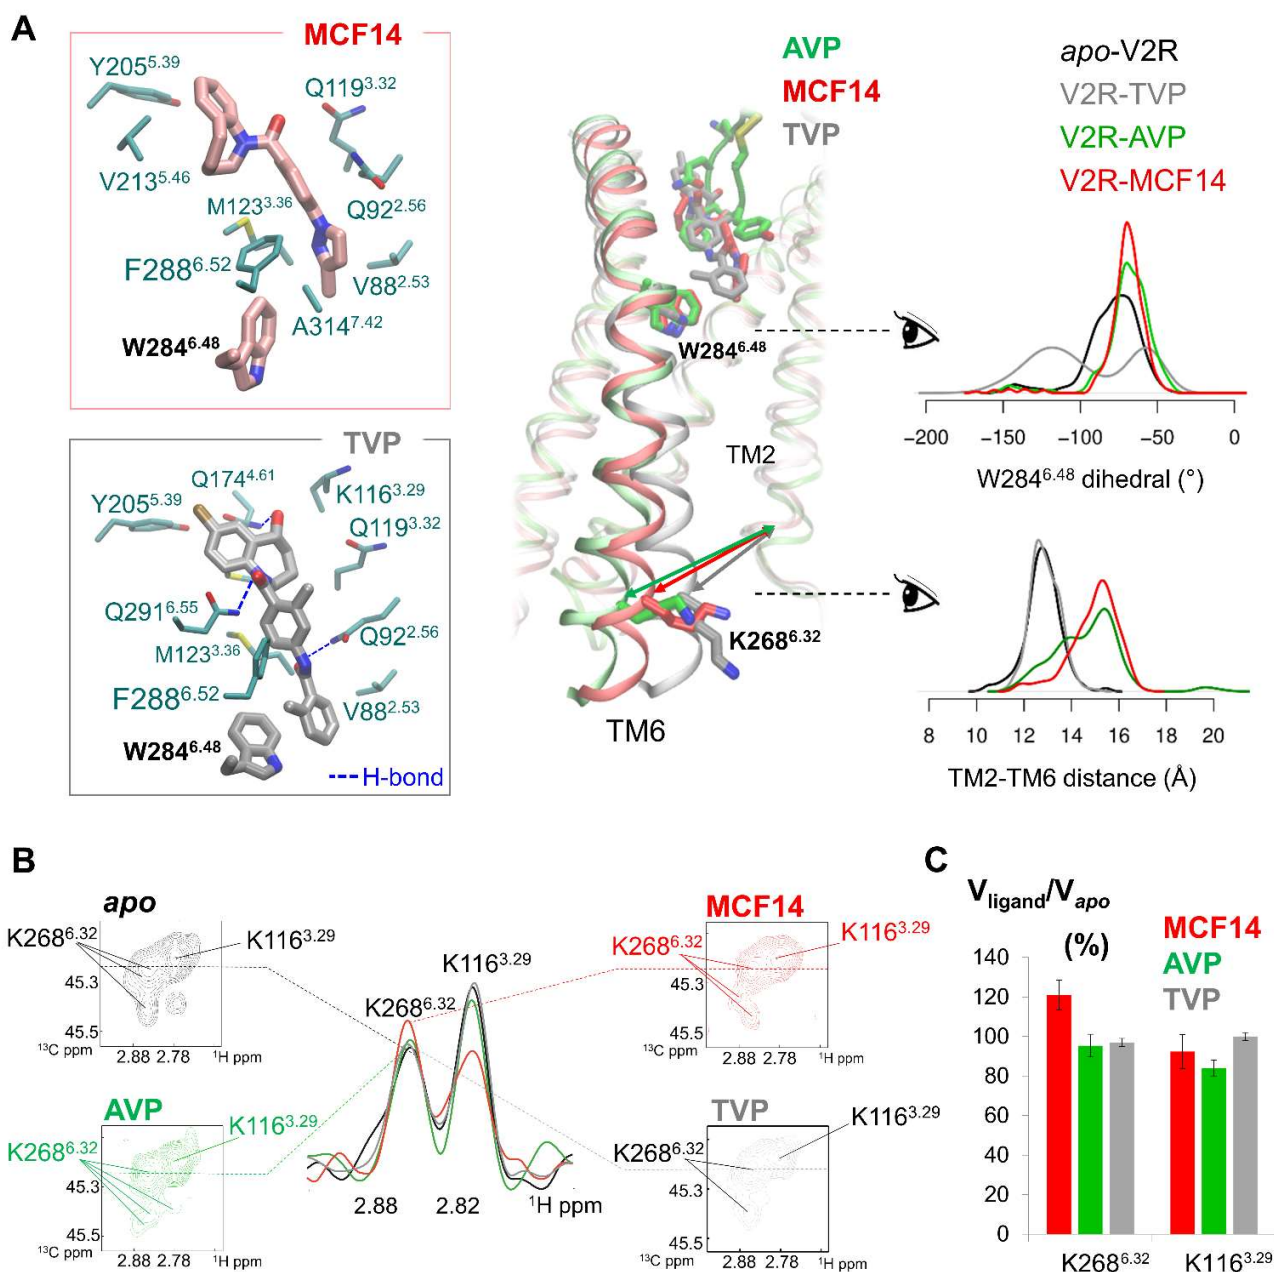 A
MCF14
Y205^5.39
Q119^3.32
V213^5.46
M123^3.36
Q92^2.56
F288^6.52
V88^2.53
A314^7.42
W284^6.48
TVP
Q174^4.61
Y205^5.39
K116^3.29
Q119^3.32
Q291^6.55
M123^3.36
Q92^2.56
F288^6.52
V88^2.53
W284^6.48
H-bond
AVP
MCF14
TVP
W284^6.48
TM2
K268^6.32
TM6
apo-V2R
V2R-TVP
V2R-AVP
V2R-MCF14
−200 −150 −100 −50 0
W284^6.48 dihedral (°)
8 10 12 14 16 18 20
TM2-TM6 distance (Å)
B
apo
K268^6.32
K116^3.29
45.3
45.5
13C ppm
2.88 2.78 1H ppm
AVP
K268^6.32
K116^3.29
45.3
45.5
13C ppm
2.88 2.78 1H ppm
K268^6.32
K116^3.29
2.88 2.82 1H ppm
MCF14
K268^6.32
K116^3.29
45.3
45.5
13C ppm
2.88 2.78 1H ppm
TVP
K268^6.32
K116^3.29
45.3
45.5
13C ppm
2.88 2.78 1H ppm
C
Vligand/Vapo
(%)
MCF14
AVP
TVP
140
120
100
80
60
40
20
0
K268^6.32 K116^3.29